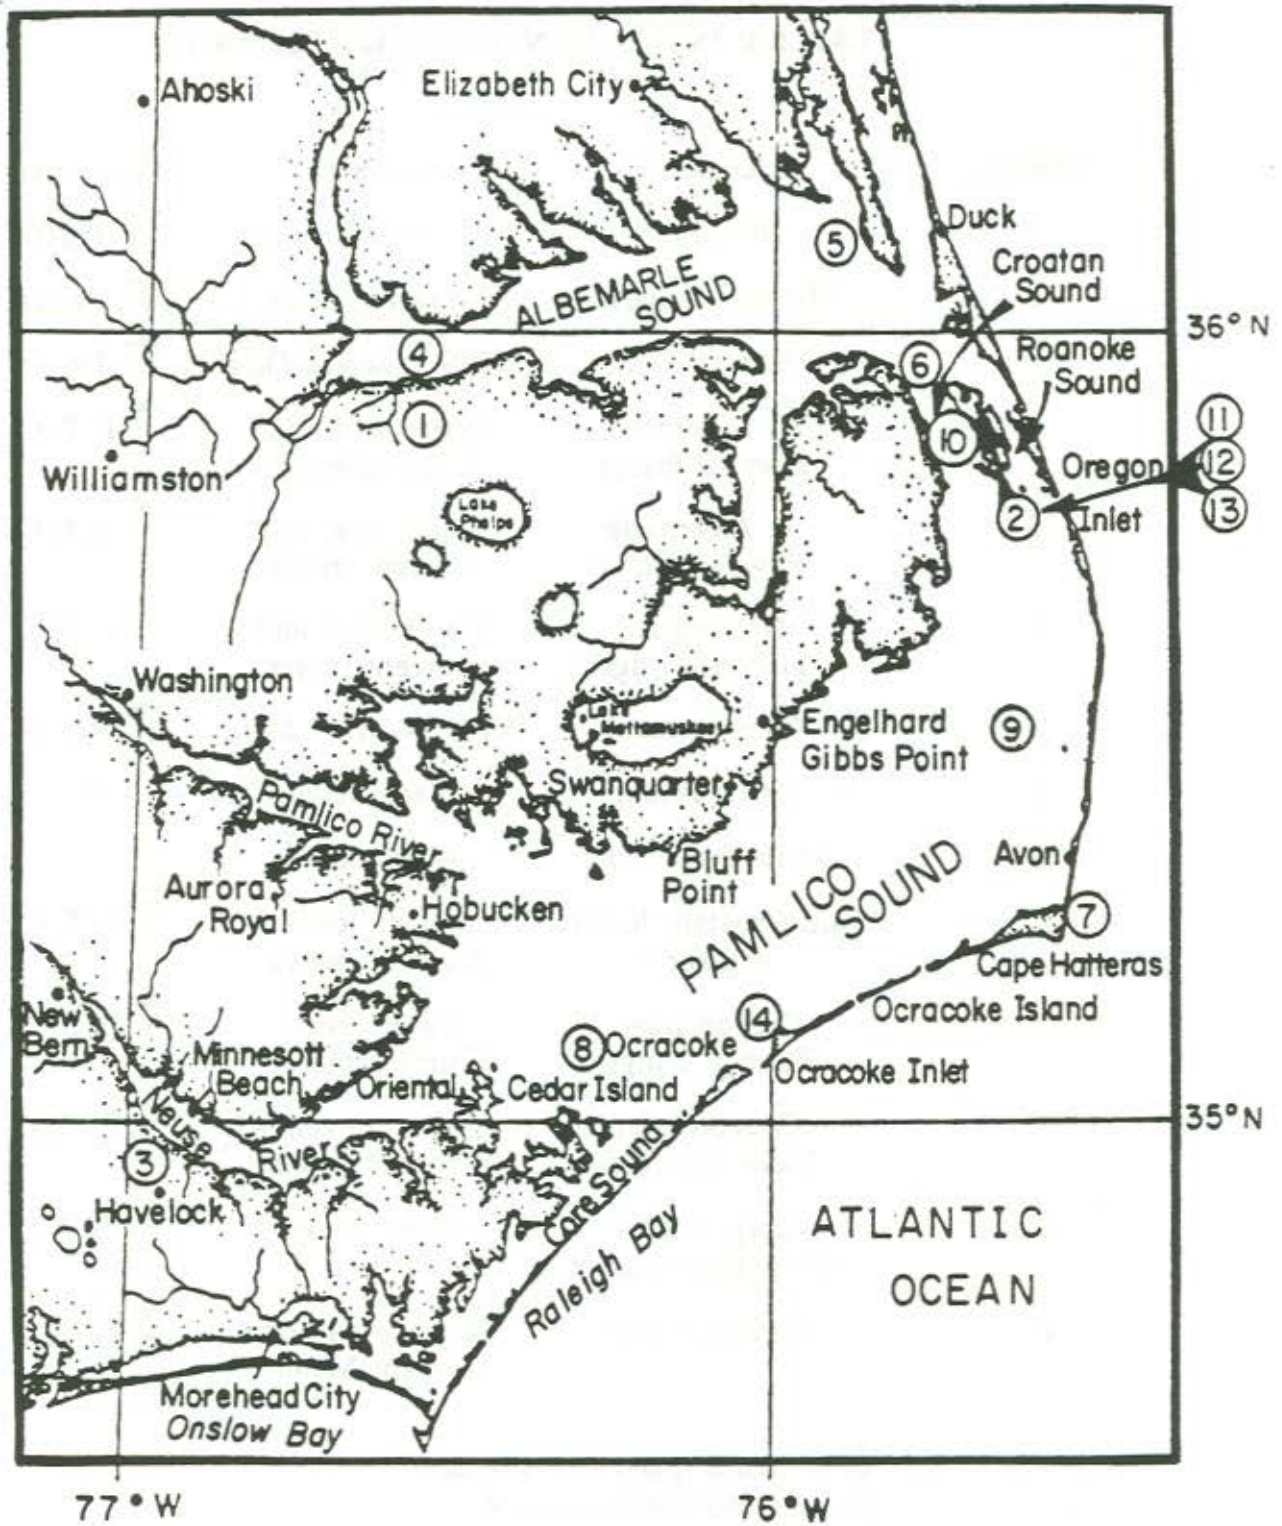 Ahoski
Elizabeth City
Duck
5
Croatan
Sound
ALBEMARLE
SOUND
36° N
4
6
Roanoke
Sound
1
10
11
Williamston
Oregon
12
Lake
Phelps
2
Inlet
13
Washington
Lake
Mattamuskeet
Engelhard
Gibbs Point
9
Swanquarter
Pamlico River
Bluff
Point
Avon
PAMLICO
SOUND
Aurora
Royal
Hobucken
7
Cape Hatteras
New
Bern
Ocracoke Island
14
8
Ocracoke
Minnesott
Beach
Oriental
Cedar Island
Ocracoke Inlet
Neuse
River
35° N
3
Core Sound
Havelock
Raleigh Bay
ATLANTIC
OCEAN
Morehead City
Onslow Bay
77° W
76° W